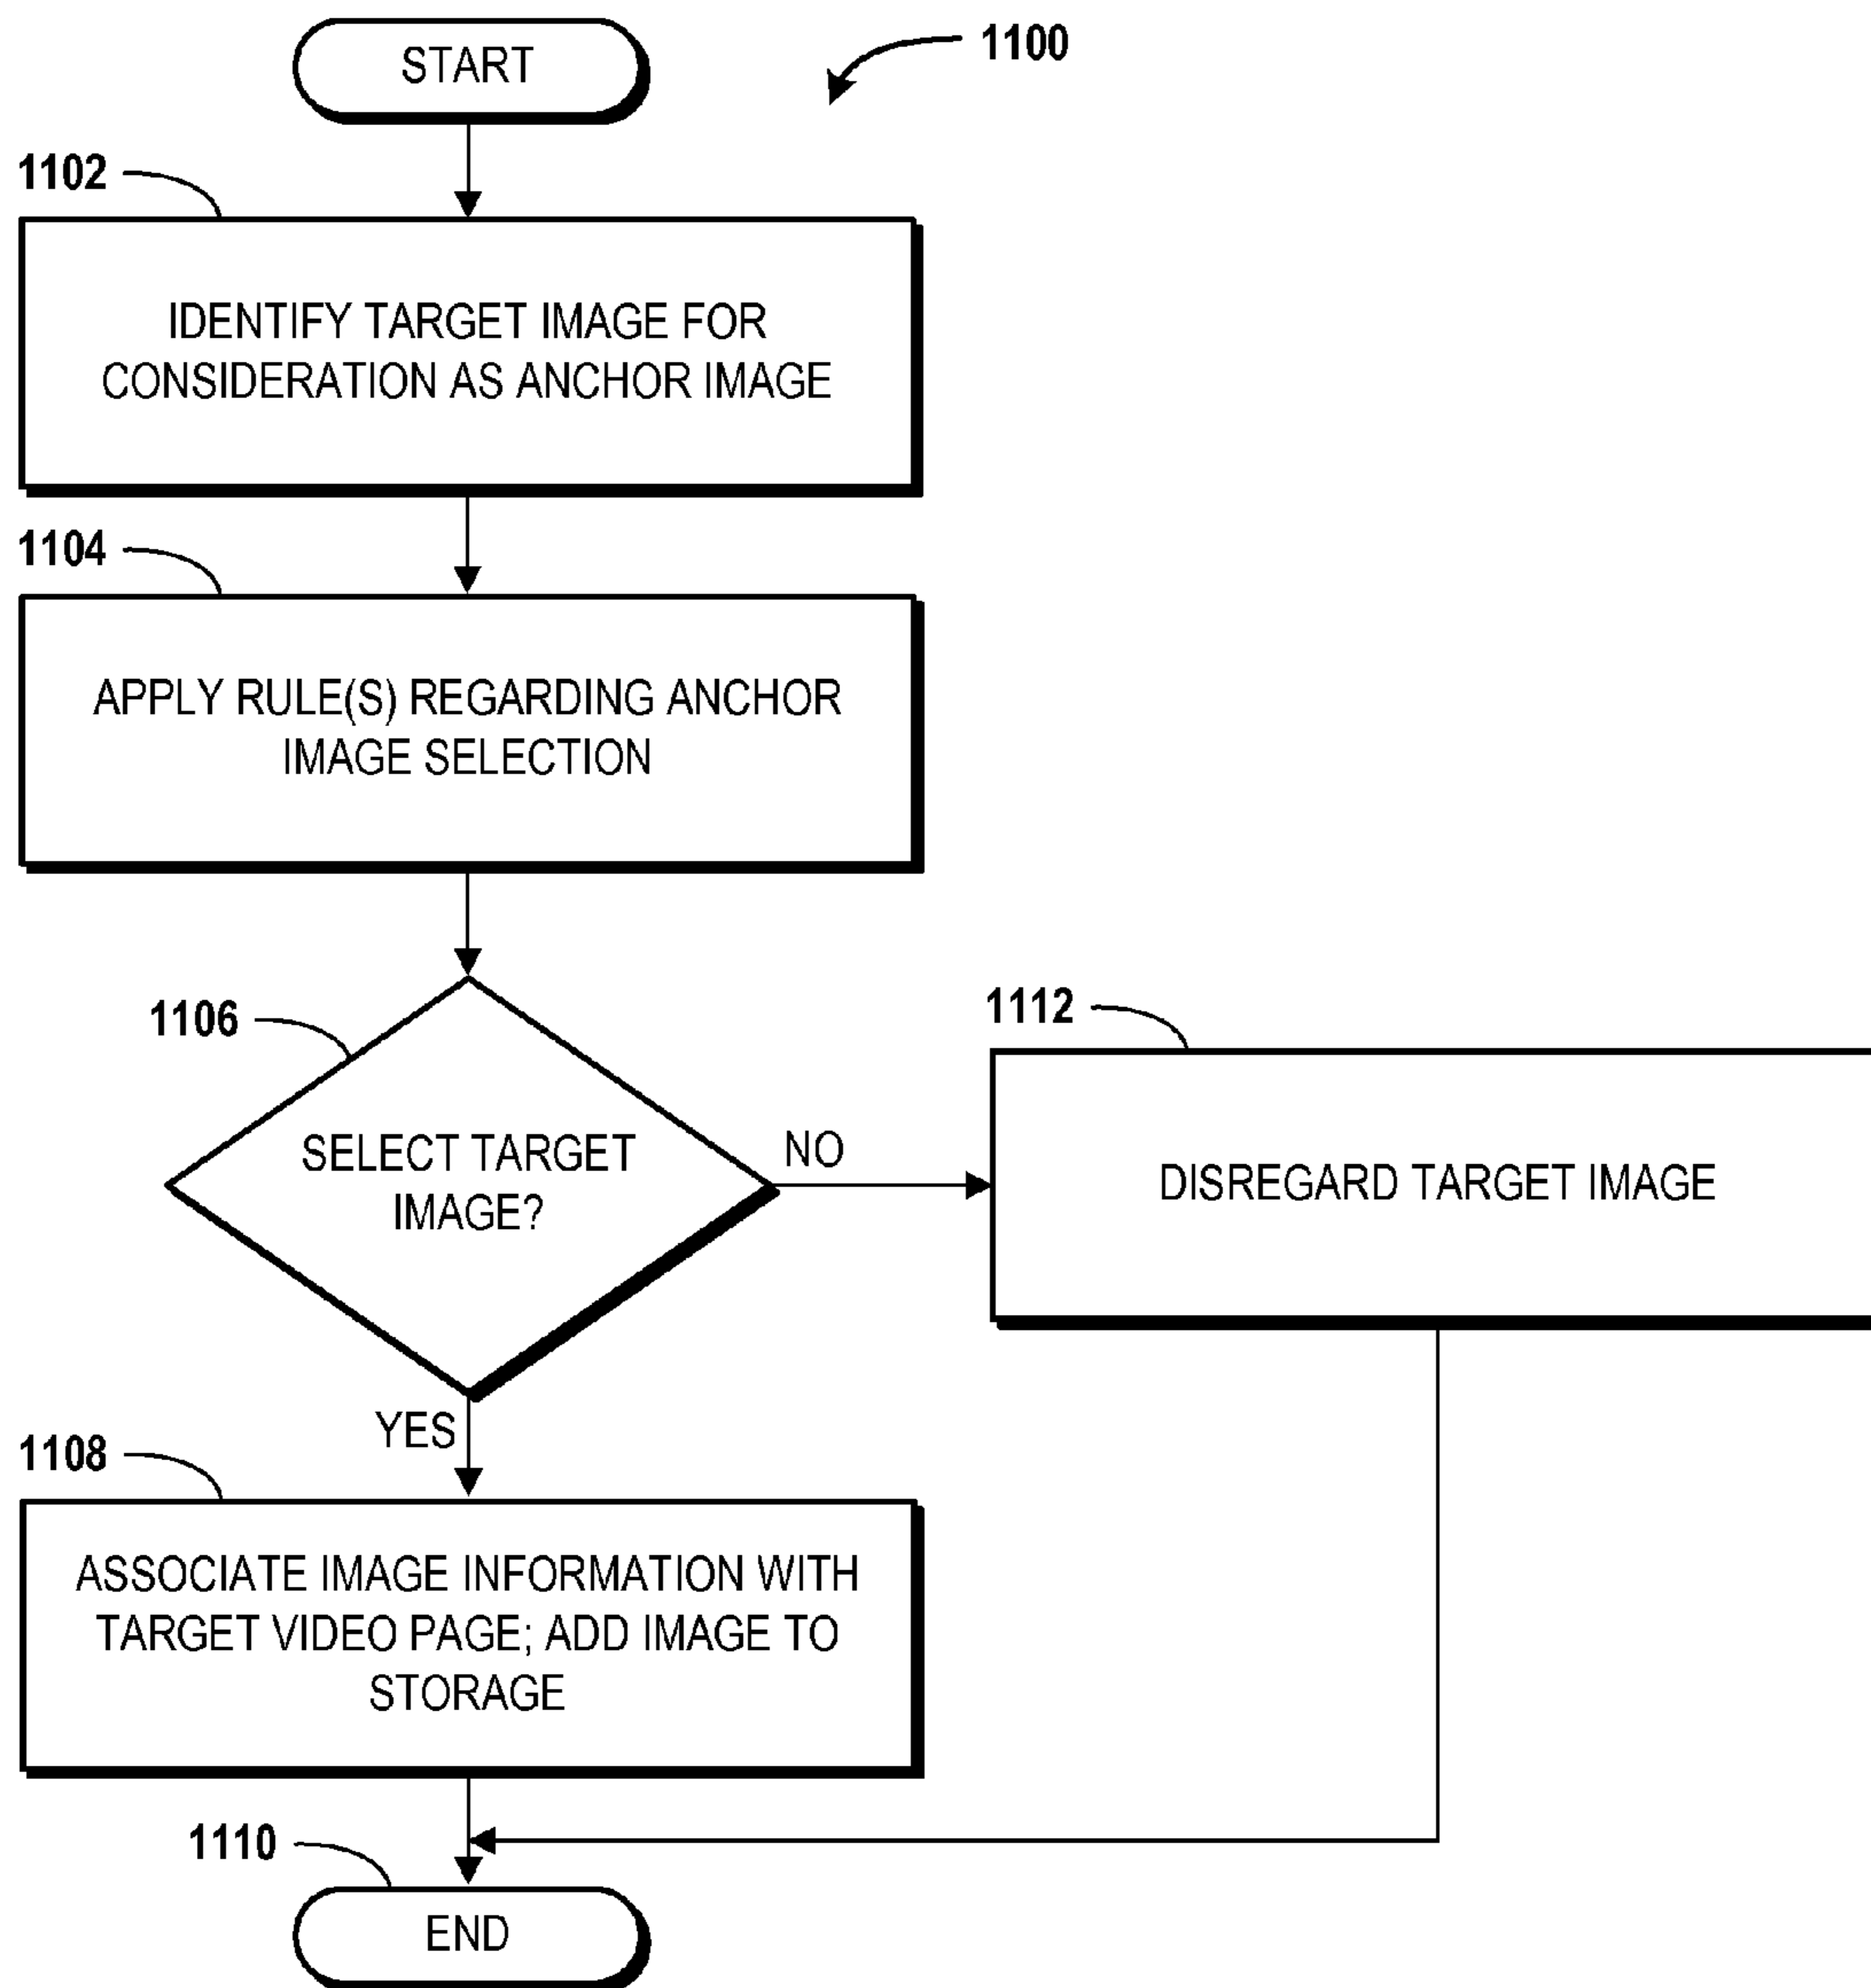 START
1100
1102
IDENTIFY TARGET IMAGE FOR
CONSIDERATION AS ANCHOR IMAGE
1104
APPLY RULE(S) REGARDING ANCHOR
IMAGE SELECTION
1106
SELECT TARGET
IMAGE?
NO
1112
DISREGARD TARGET IMAGE
YES
1108
ASSOCIATE IMAGE INFORMATION WITH
TARGET VIDEO PAGE; ADD IMAGE TO
STORAGE
1110
END